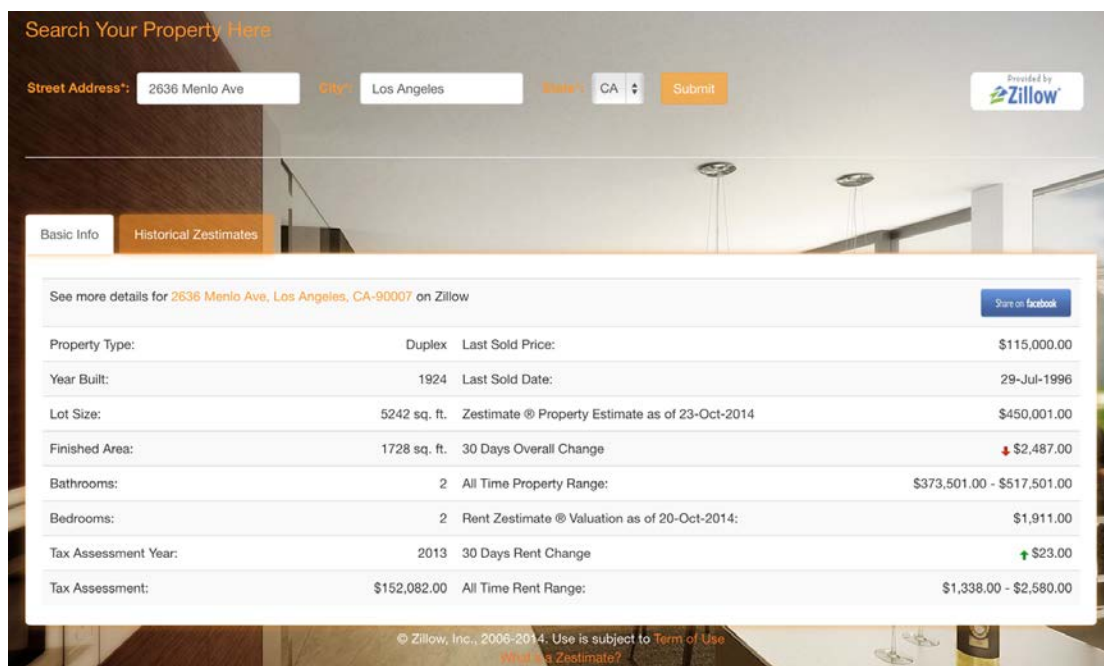 Search Your Property Here
Street Address*: 2636 Menlo Ave City*: Los Angeles State*: CA Submit
Provided by
Zillow
Basic Info Historical Zestimates
See more details for 2636 Menlo Ave, Los Angeles, CA-90007 on Zillow Share on facebook
Property Type: Duplex Last Sold Price: $115,000.00
Year Built: 1924 Last Sold Date: 29-Jul-1996
Lot Size: 5242 sq. ft. Zestimate ® Property Estimate as of 23-Oct-2014 $450,001.00
Finished Area: 1728 sq. ft. 30 Days Overall Change $2,487.00
Bathrooms: 2 All Time Property Range: $373,501.00 - $517,501.00
Bedrooms: 2 Rent Zestimate ® Valuation as of 20-Oct-2014: $1,911.00
Tax Assessment Year: 2013 30 Days Rent Change $23.00
Tax Assessment: $152,082.00 All Time Rent Range: $1,338.00 - $2,580.00
© Zillow, Inc., 2006-2014. Use is subject to Term of Use
What is a Zestimate?